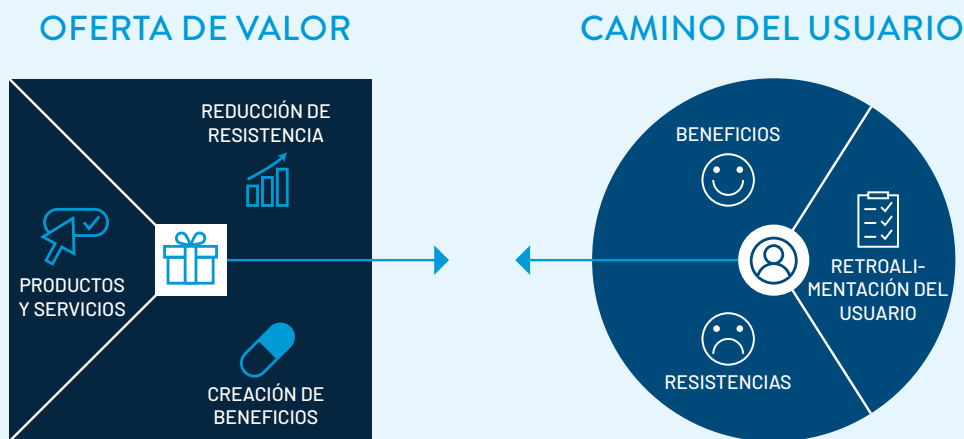 OFERTA DE VALOR
REDUCCIÓN DE
RESISTENCIA
PRODUCTOS
Y SERVICIOS
CREACIÓN DE
BENEFICIOS
CAMINO DEL USUARIO
BENEFICIOS
RETROALI-
MENTACIÓN DEL
USUARIO
RESISTENCIAS